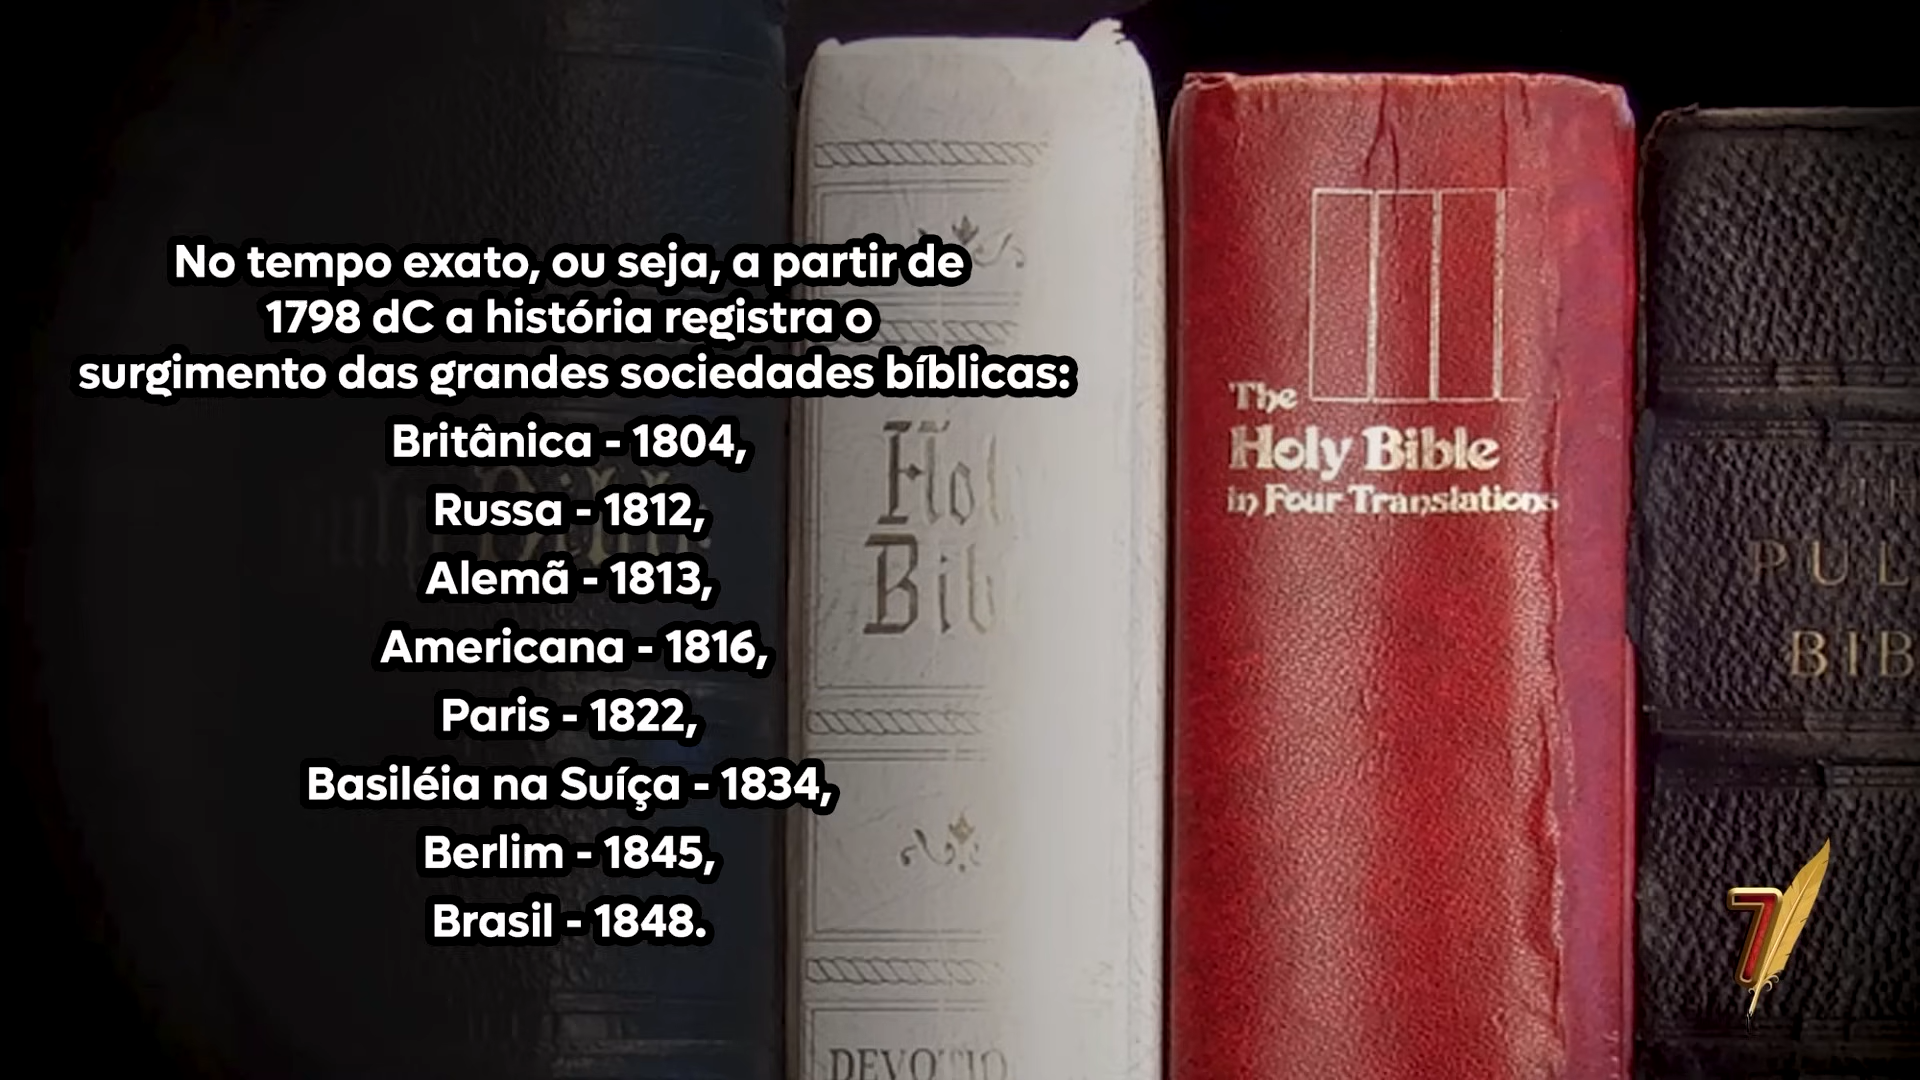 No tempo exato, ou seja, a partir de
1798 dC a história registra o
surgimento das grandes sociedades bíblicas:
Britânica - 1804,
Russa - 1812,
Alemã - 1813,
Americana - 1816,
Paris - 1822,
Basiléia na Suíça - 1834,
Berlim - 1845,
Brasil - 1848.
The
Holy Bible
in Four Translations
7